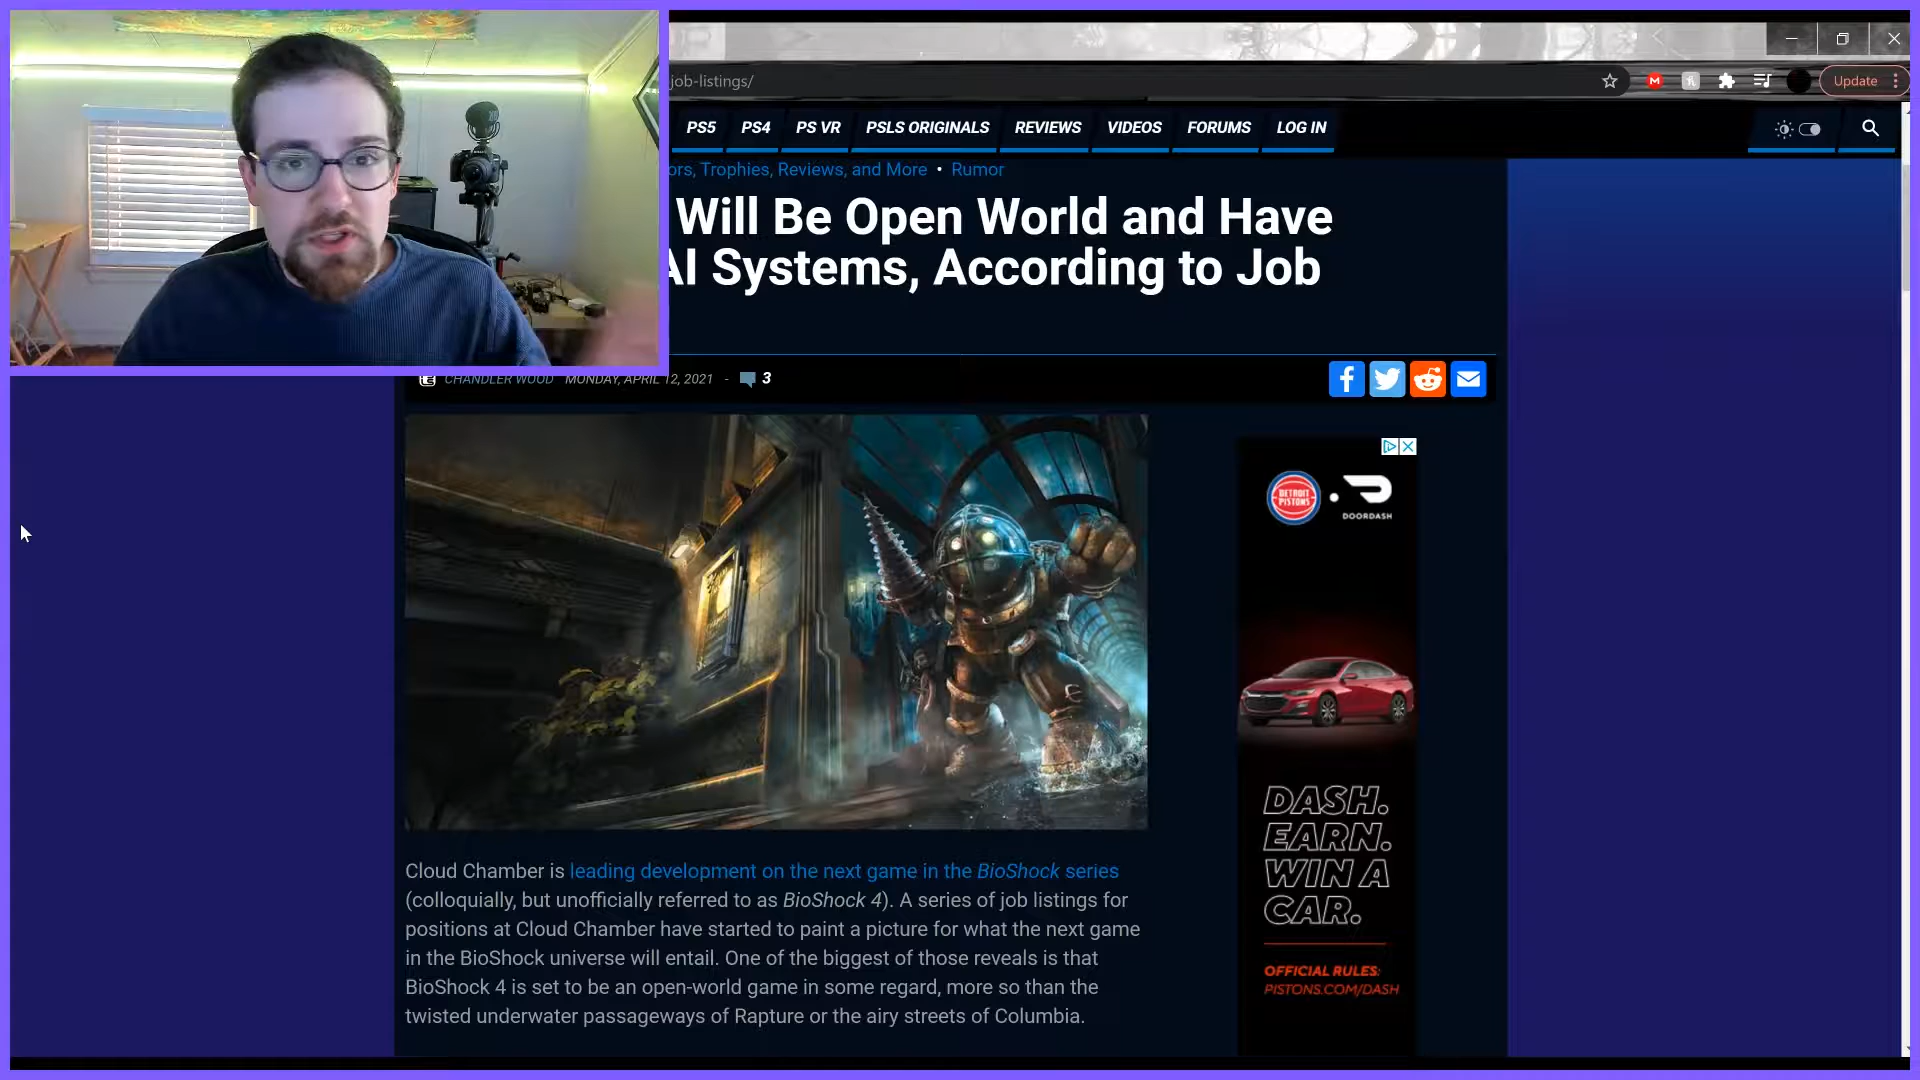 job-listings/
Update
PS5 PS4 PS VR PSLS ORIGINALS REVIEWS VIDEOS FORUMS LOG IN
ors, Trophies, Reviews, and More • Rumor
Will Be Open World and Have
AI Systems, According to Job
CHANDLER WOOD MONDAY, APRIL 12, 2021 - 3
DETROIT
PISTONS
DOORDASH
DASH.
EARN.
WIN A
CAR.
OFFICIAL RULES:
PISTONS.COM/DASH
Cloud Chamber is leading development on the next game in the BioShock series
(colloquially, but unofficially referred to as BioShock 4). A series of job listings for
positions at Cloud Chamber have started to paint a picture for what the next game
in the BioShock universe will entail. One of the biggest of those reveals is that
BioShock 4 is set to be an open-world game in some regard, more so than the
twisted underwater passageways of Rapture or the airy streets of Columbia.